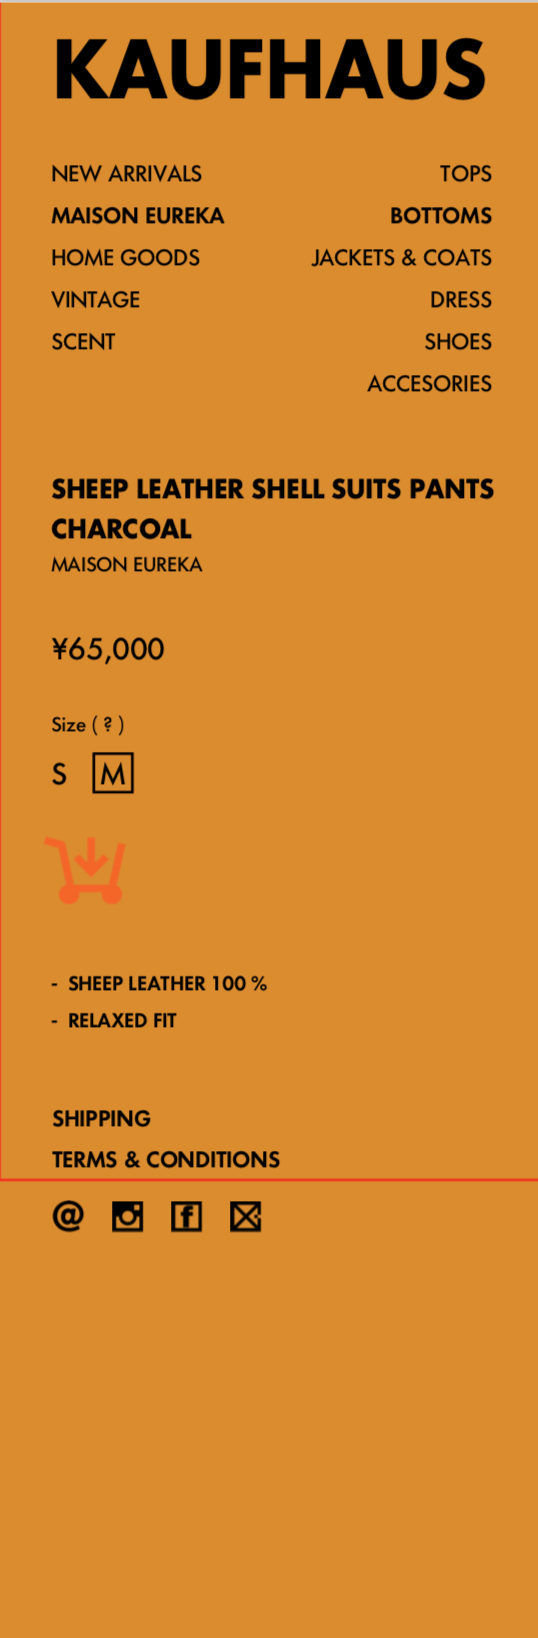 KAUFHAUS
NEW ARRIVALS
MAISON EUREKA
HOME GOODS
VINTAGE
SCENT
TOPS
BOTTOMS
JACKETS & COATS
DRESS
SHOES
ACCESORIES
SHEEP LEATHER SHELL SUITS PANTS
CHARCOAL
MAISON EUREKA
¥65,000
Size ( ? )
S M
- SHEEP LEATHER 100 %
- RELAXED FIT
SHIPPING
TERMS & CONDITIONS